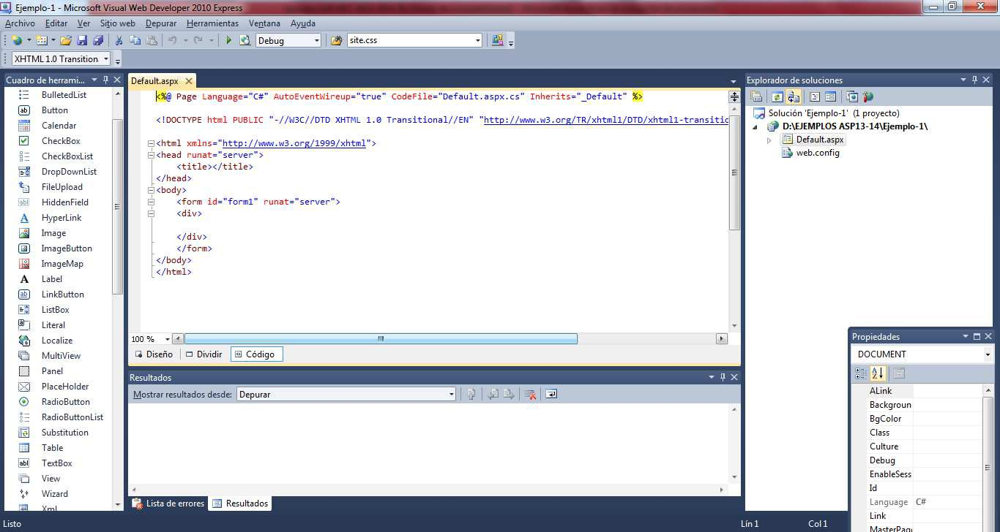 Ejemplo-1 - Microsoft Visual Web Developer 2010 Express
Archivo Editar Ver Sitio web Depurar Herramientas Ventana Ayuda
Debug site.css
XHTML 1.0 Transition
Cuadro de herrami...
BulletedList
Button
Calendar
CheckBox
CheckBoxList
DropDownList
FileUpload
HiddenField
HyperLink
Image
ImageButton
ImageMap
Label
LinkButton
ListBox
Literal
Localize
MultiView
Panel
PlaceHolder
RadioButton
RadioButtonList
Substitution
Table
TextBox
View
Wizard
Xml
Default.aspx
<%@ Page Language="C#" AutoEventWireup="true" CodeFile="Default.aspx.cs" Inherits="_Default" %>
<!DOCTYPE html PUBLIC "-//W3C//DTD XHTML 1.0 Transitional//EN" "http://www.w3.org/TR/xhtml1/DTD/xhtml1-transitic
<html xmlns="http://www.w3.org/1999/xhtml">
<head runat="server">
<title></title>
</head>
<body>
<form id="form1" runat="server">
<div>
</div>
</form>
</body>
</html>
100 %
Diseño Dividir Código
Resultados
Mostrar resultados desde: Depurar
Lista de errores Resultados
Explorador de soluciones
Solución 'Ejemplo-1' (1 proyecto)
D:\EJEMPLOS ASP13-14\Ejemplo-1\
Default.aspx
web.config
Propiedades
DOCUMENT
ALink
Backgroun
BgColor
Class
Culture
Debug
EnableSess
Id
Language C#
Link
MasterPag
Listo Lín 1 Col 1